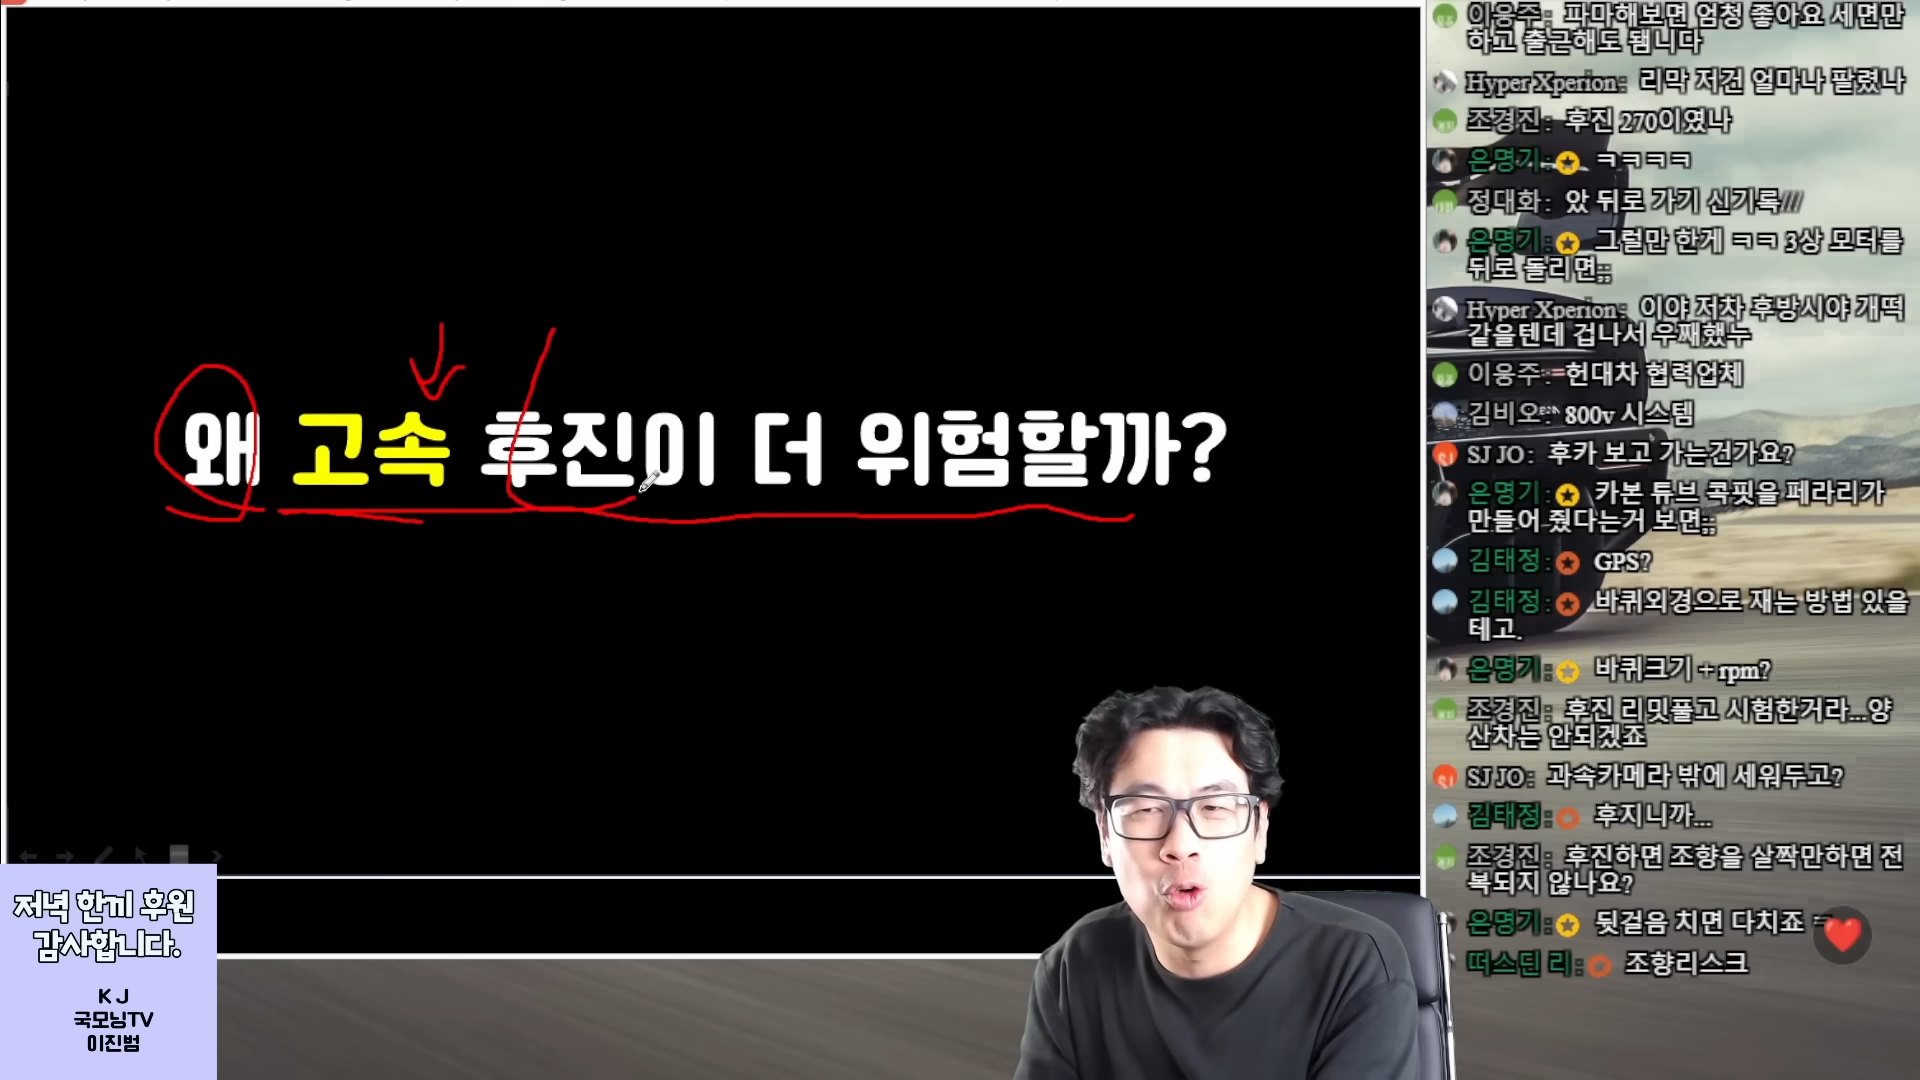 왜 고속 후진이 더 위험할까?
저녁 한끼 후원
감사합니다.
KJ
국모닝TV
이진범
이웅주: 파마해보면 엄청 좋아요 세면만
하고 출근해도 됌니다
Hyper Xperion: 리막 저건 얼마나 팔렸나
조경진: 후진 270이였나
은명기: ㅋㅋㅋㅋ
정대화: 았 뒤로 가기 신기록///
은명기: 그럴만 한게 ㅋㅋ 3상 모터를
뒤로 돌리면;;
Hyper Xperion: 이야 저차 후방시야 개떡
같을텐데 겁나서 우째했누
이웅주: 헌대차 협력업체
김비오: 800v 시스템
SJ JO: 후카 보고 가는건가요?
은명기: 카본 튜브 콕핏을 페라리가
만들어 줬다는거 보면;;
김태정: GPS?
김태정: 바퀴외경으로 재는 방법 있을
테고.
은명기: 바퀴크기 + rpm?
조경진: 후진 리밋풀고 시험한거라...양
산차는 안되겠죠
SJ JO: 과속카메라 밖에 세워두고?
김태정: 후지니까...
조경진: 후진하면 조향을 살짝만하면 전
복되지 않나요?
은명기: 뒷걸음 치면 다치죠
떠스딘 리: 조향리스크